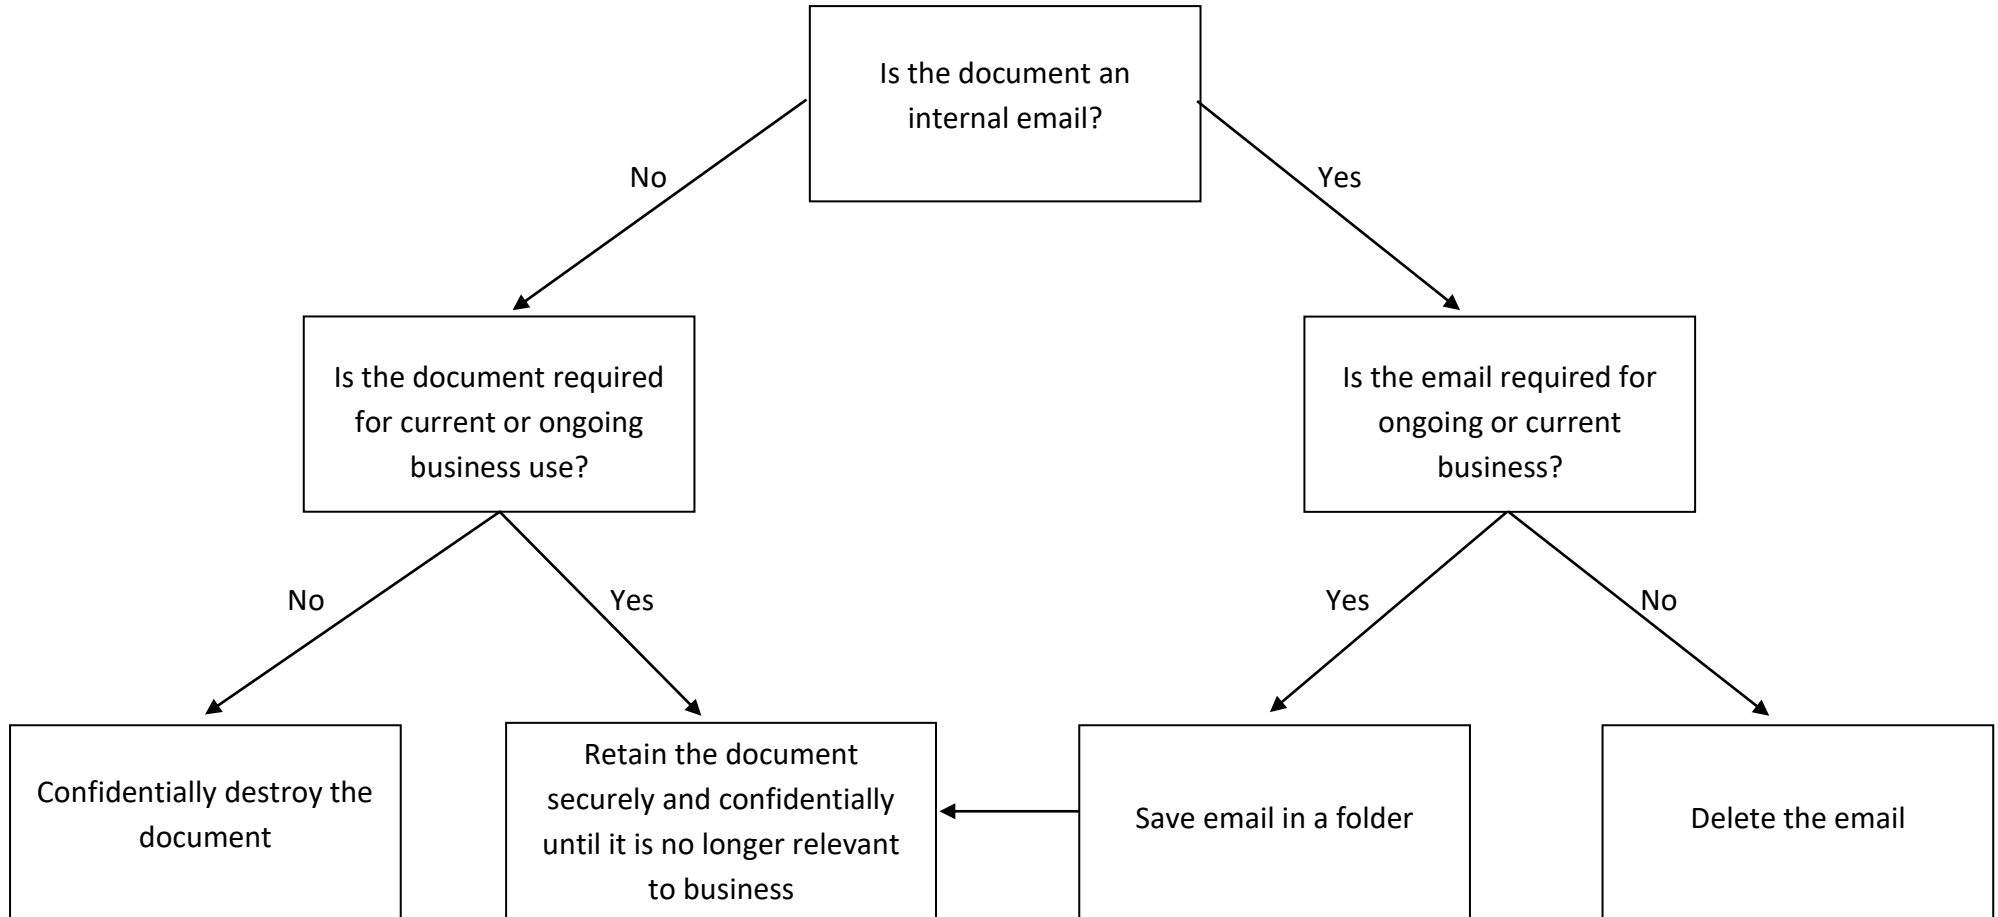 Is the document an
internal email?
No
Yes
Is the document required
for current or ongoing
business use?
Is the email required for
ongoing or current
business?
No
Yes
Yes
No
Confidentially destroy the
document
Retain the document
securely and confidentially
until it is no longer relevant
to business
Save email in a folder
Delete the email